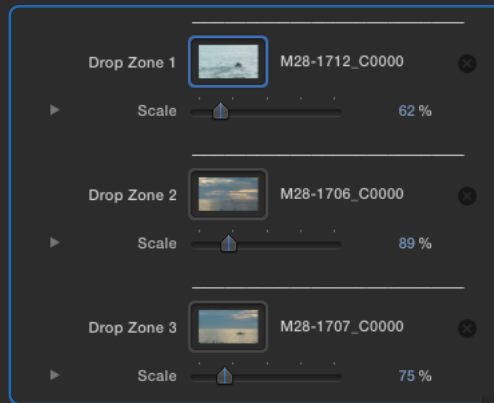 Drop Zone 1 M28-1712_C0000
Scale 62 %
Drop Zone 2 M28-1706_C0000
Scale 89 %
Drop Zone 3 M28-1707_C0000
Scale 75 %